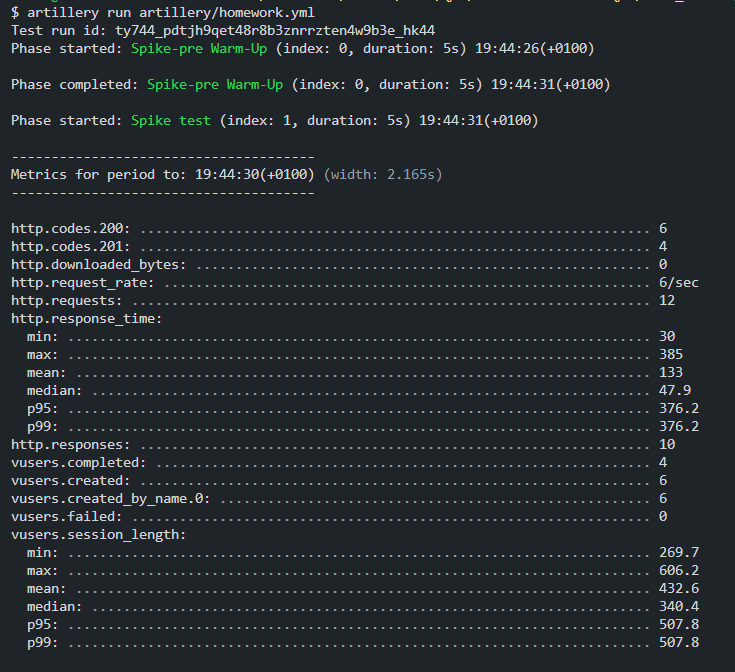 $ artillery run artillery/homework.yml
Test run id: ty744_pdtjh9qet48r8b3znrrzten4w9b3e_hk44
Phase started: Spike-pre Warm-Up (index: 0, duration: 5s) 19:44:26(+0100)
Phase completed: Spike-pre Warm-Up (index: 0, duration: 5s) 19:44:31(+0100)
Phase started: Spike test (index: 1, duration: 5s) 19:44:31(+0100)
--------------------------------------
Metrics for period to: 19:44:30(+0100) (width: 2.165s)
--------------------------------------
http.codes.200: ................................................................ 6
http.codes.201: ................................................................ 4
http.downloaded_bytes: ......................................................... 0
http.request_rate: ............................................................. 6/sec
http.requests: ................................................................. 12
http.response_time:
  min: ......................................................................... 30
  max: ......................................................................... 385
  mean: ........................................................................ 133
  median: ...................................................................... 47.9
  p95: ......................................................................... 376.2
  p99: ......................................................................... 376.2
http.responses: ................................................................ 10
vusers.completed: .............................................................. 4
vusers.created: ................................................................ 6
vusers.created_by_name.0: ...................................................... 6
vusers.failed: ................................................................. 0
vusers.session_length:
  min: ......................................................................... 269.7
  max: ......................................................................... 606.2
  mean: ........................................................................ 432.6
  median: ...................................................................... 340.4
  p95: ......................................................................... 507.8
  p99: ......................................................................... 507.8